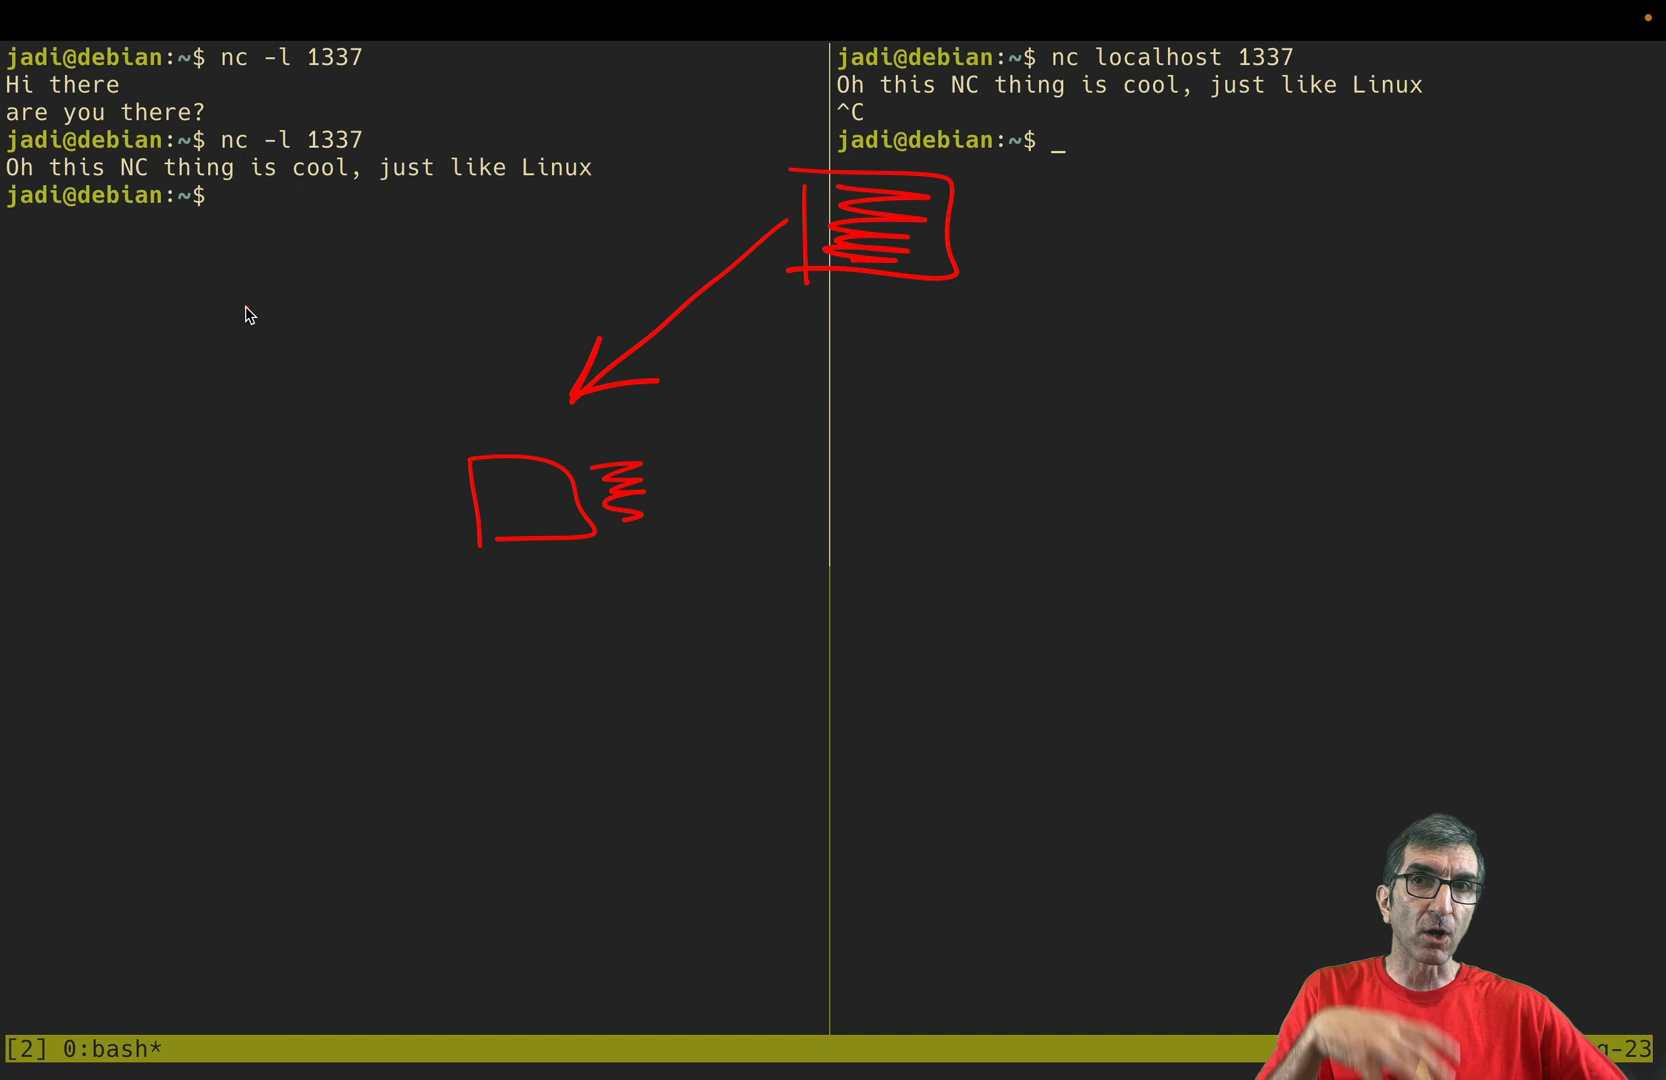 jadi@debian:~$ nc -l 1337
Hi there
are you there?
jadi@debian:~$ nc -l 1337
Oh this NC thing is cool, just like Linux
jadi@debian:~$
jadi@debian:~$ nc localhost 1337
Oh this NC thing is cool, just like Linux
^C
jadi@debian:~$ _
[2] 0:bash*
-23